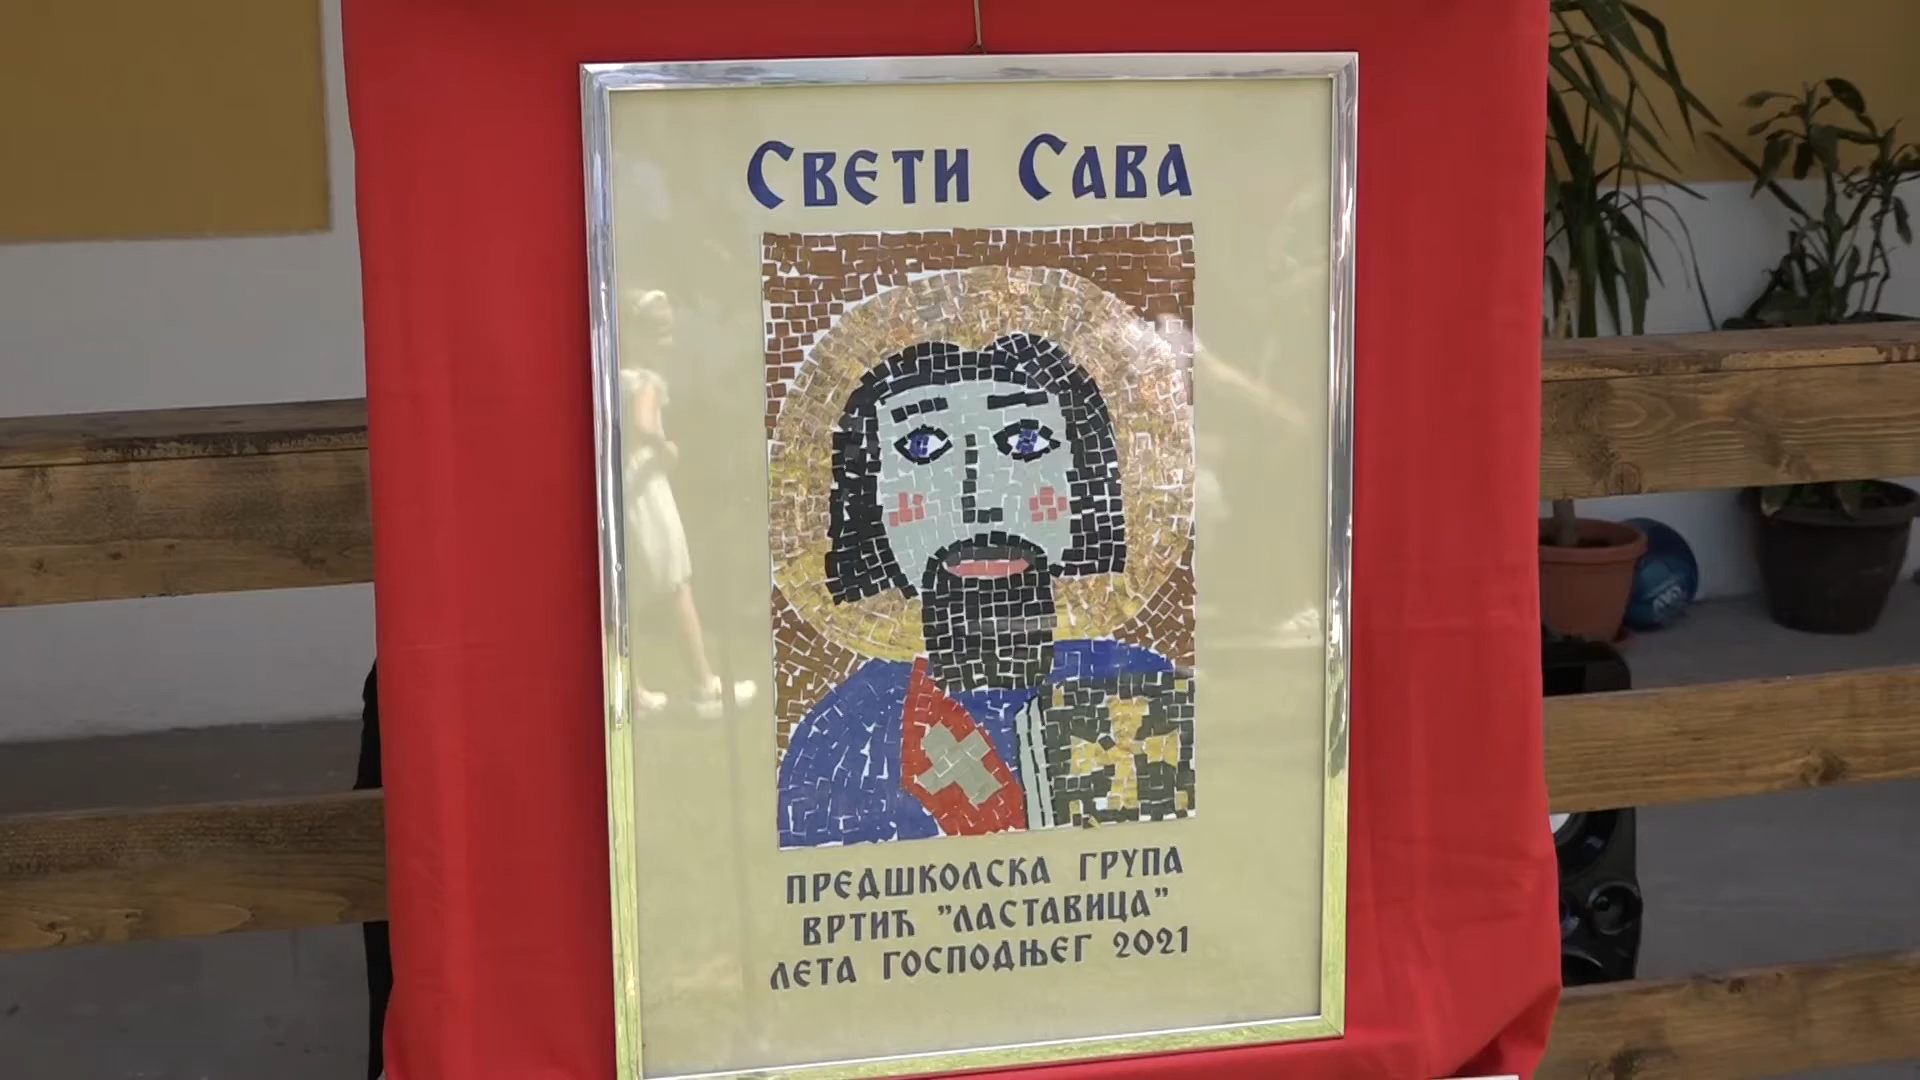 Свети Сава
ПРЕДШКОЛСКА ГРУПА
ВРТИЋ "ЛАСТАВИЦА"
ЛЕТА ГОСПОДЊЕГ 2021